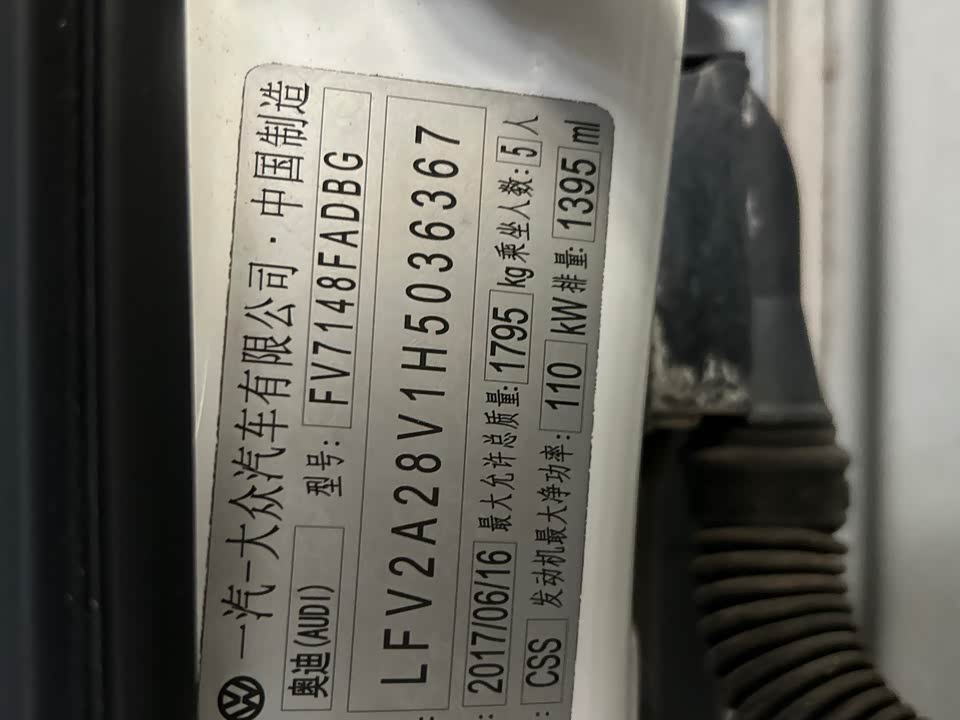 一汽-大众汽车有限公司·中国制造
奥迪(AUDI) 型号: FV7148FADBG
LFV2A28V1H5036367
: 2017/06/16 最大允许总质量: 1795 kg 乘坐人数: 5 人
: CSS 发动机最大净功率: 110 kW 排量: 1395 ml